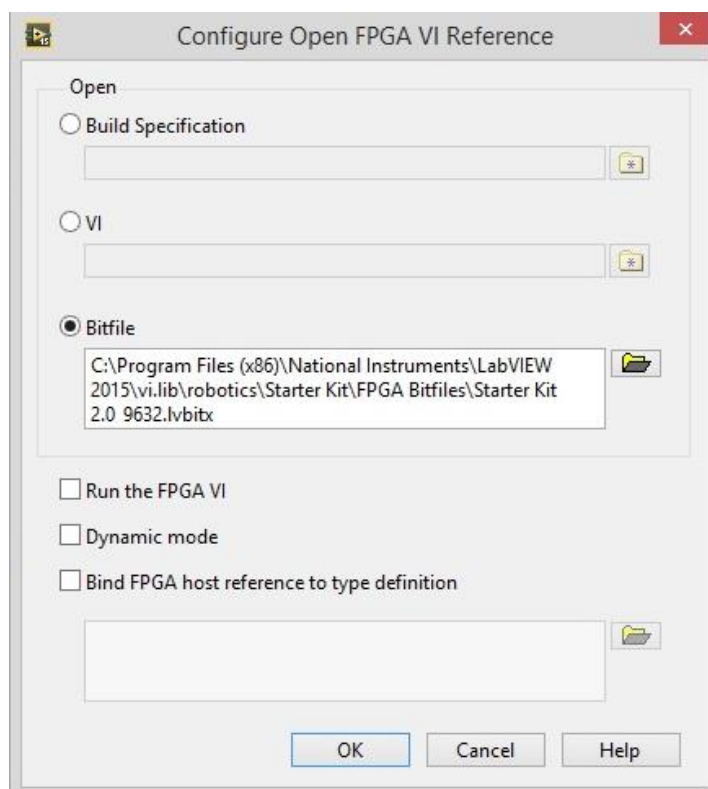 Configure Open FPGA VI Reference
Open
Build Specification
VI
Bitfile
C:\Program Files (x86)\National Instruments\LabVIEW
2015\vi.lib\robotics\Starter Kit\FPGA Bitfiles\Starter Kit
2.0 9632.lvbitx
Run the FPGA VI
Dynamic mode
Bind FPGA host reference to type definition
OK Cancel Help